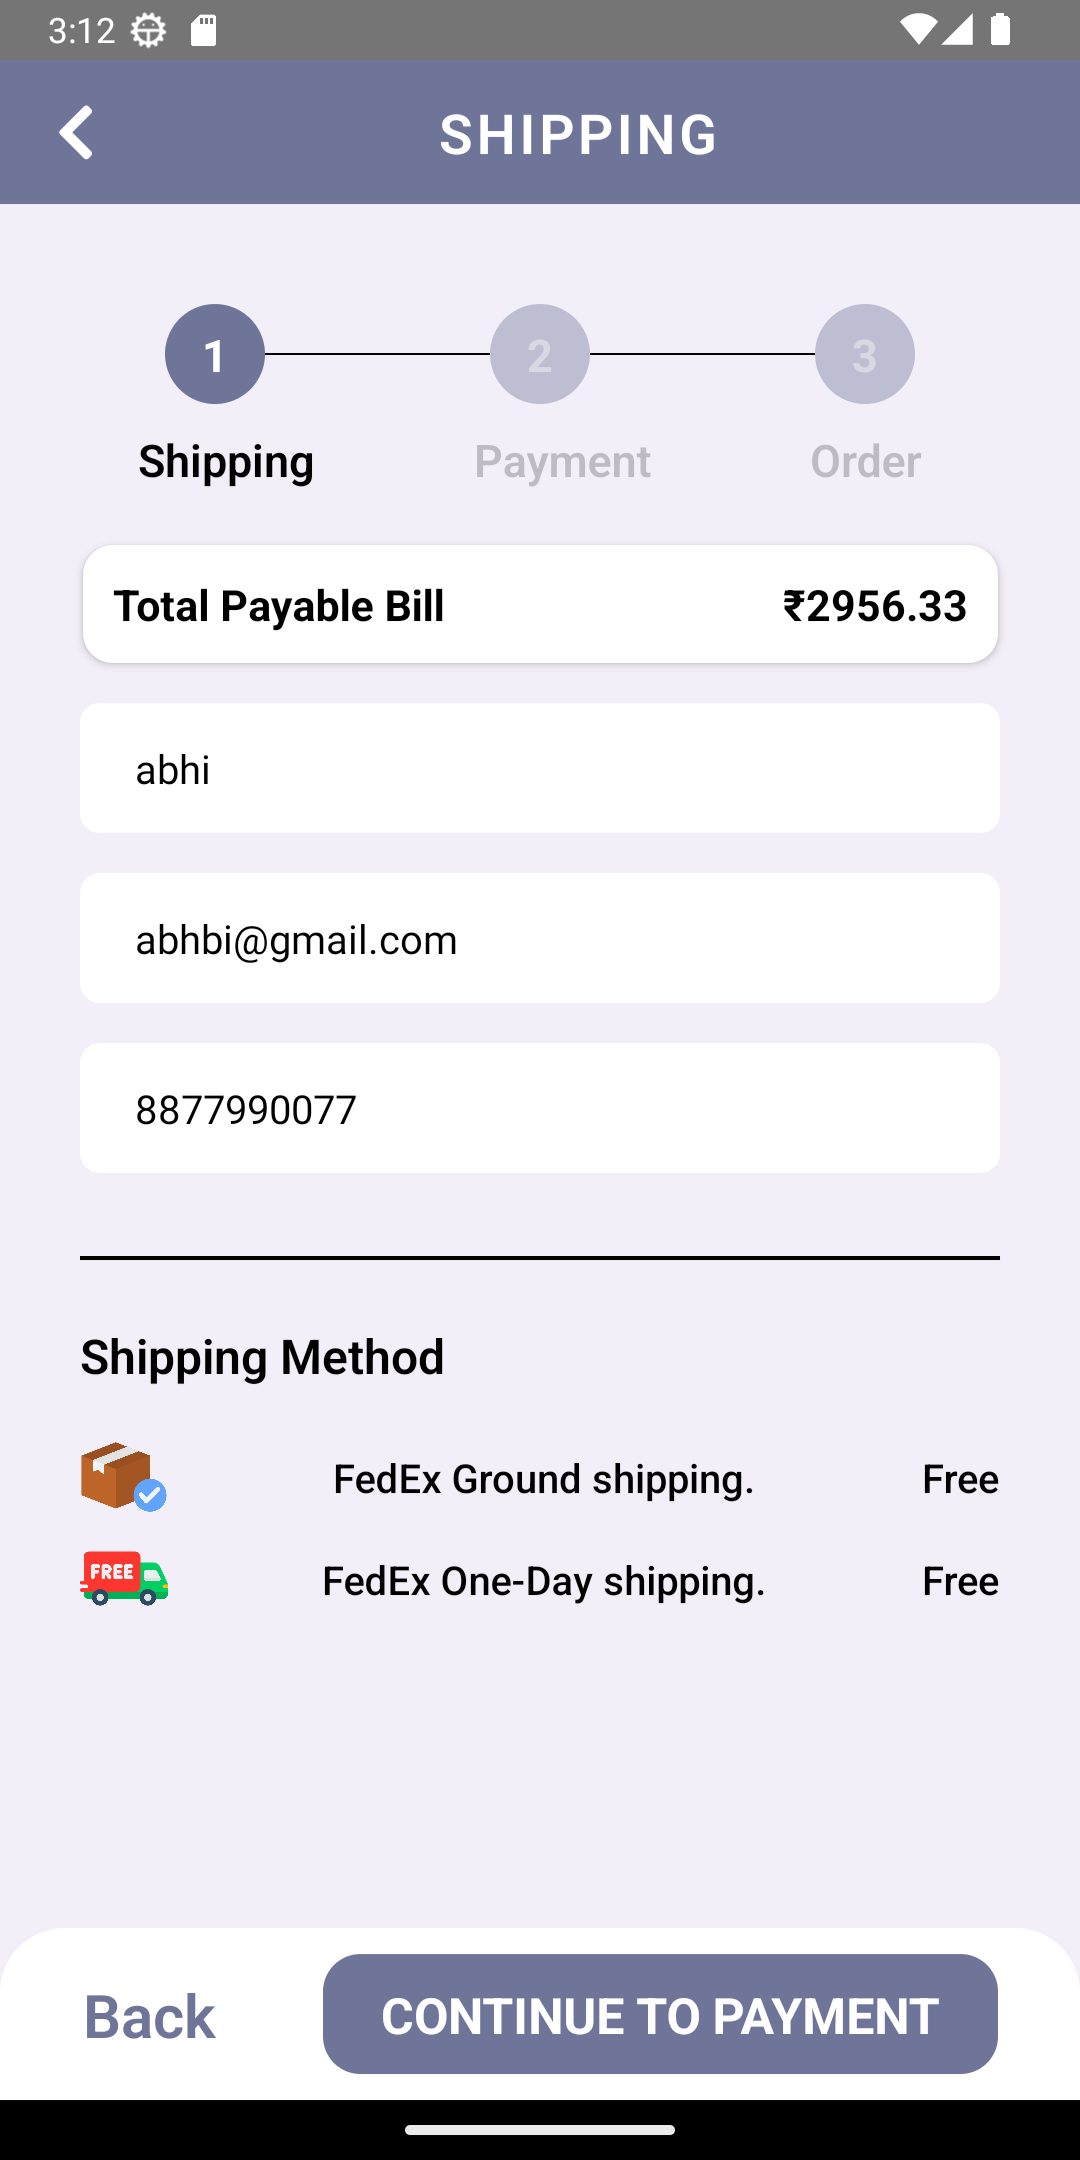 3:12
SHIPPING
1 2 3
Shipping Payment Order
Total Payable Bill ₹2956.33
abhi
abhbi@gmail.com
8877990077
Shipping Method
FedEx Ground shipping. Free
FREE FedEx One-Day shipping. Free
Back CONTINUE TO PAYMENT